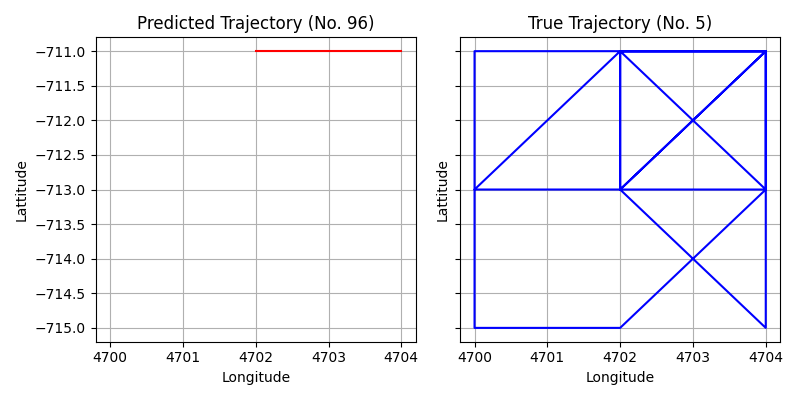 Predicted Trajectory (No. 96)
True Trajectory (No. 5)
−711.0
−711.5
−712.0
−712.5
−713.0
−713.5
−714.0
−714.5
−715.0
Lattitude
Lattitude
4700 4701 4702 4703 4704
4700 4701 4702 4703 4704
Longitude
Longitude